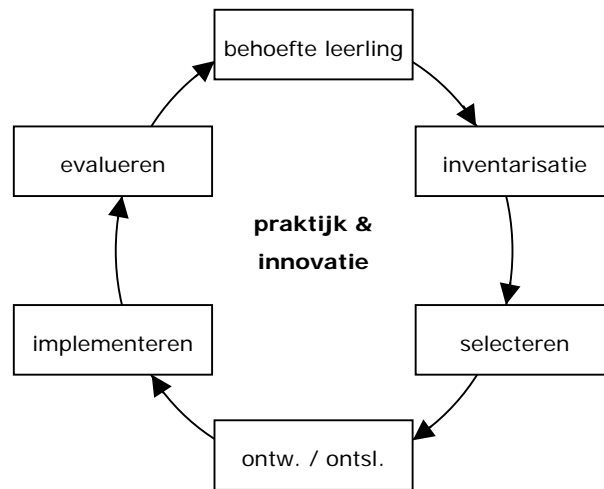 behoefte leerling
evalueren
inventarisatie
praktijk &
innovatie
implementeren
selecteren
ontw. / ontsl.